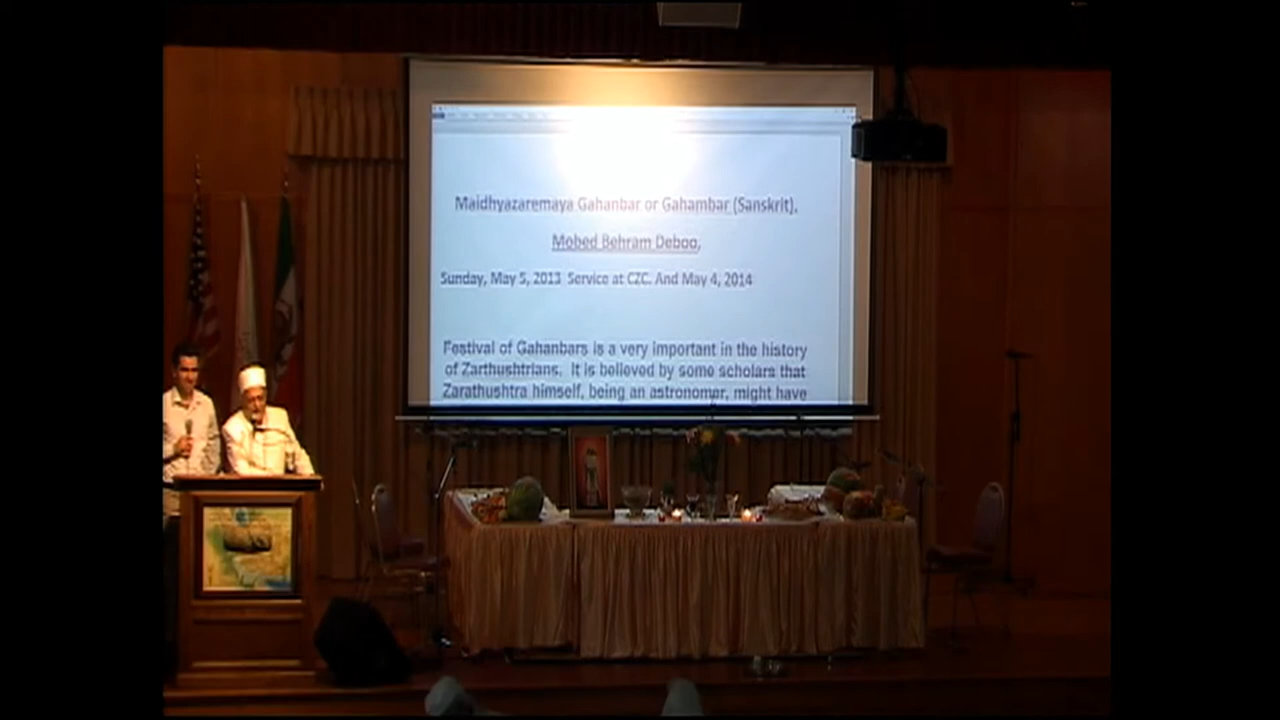 Maidhyazaremaya Gahanbar or Gahambar (Sanskrit).
Mobed Behram Deboo,
Sunday, May 5, 2013 Service at CZC. And May 4, 2014
Festival of Gahanbars is a very important in the history
of Zarthushtrians. It is believed by some scholars that
Zarathushtra himself, being an astronomer, might have